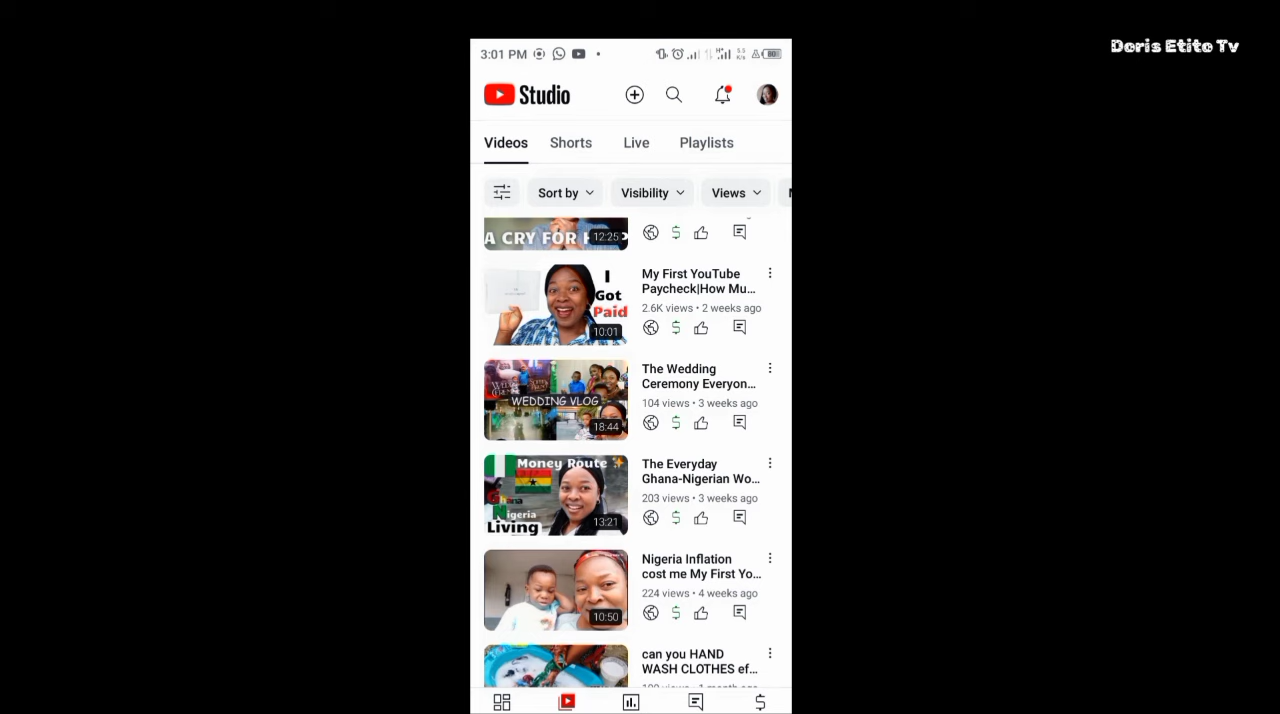 Doris Etito Tv
3:01 PM
Studio
Videos
Shorts
Live
Playlists
Sort by
Visibility
Views
A CRY FOR
12:25
My First YouTube
Paycheck|How Mu...
2.6K views • 2 weeks ago
I
Got
Paid
10:01
The Wedding
Ceremony Everyon...
104 views • 3 weeks ago
WEDDING VLOG
18:44
The Everyday
Ghana-Nigerian Wo...
203 views • 3 weeks ago
Money Route
Ghana
Nigeria
Living
13:21
Nigeria Inflation
cost me My First Yo...
224 views • 4 weeks ago
10:50
can you HAND
WASH CLOTHES ef...